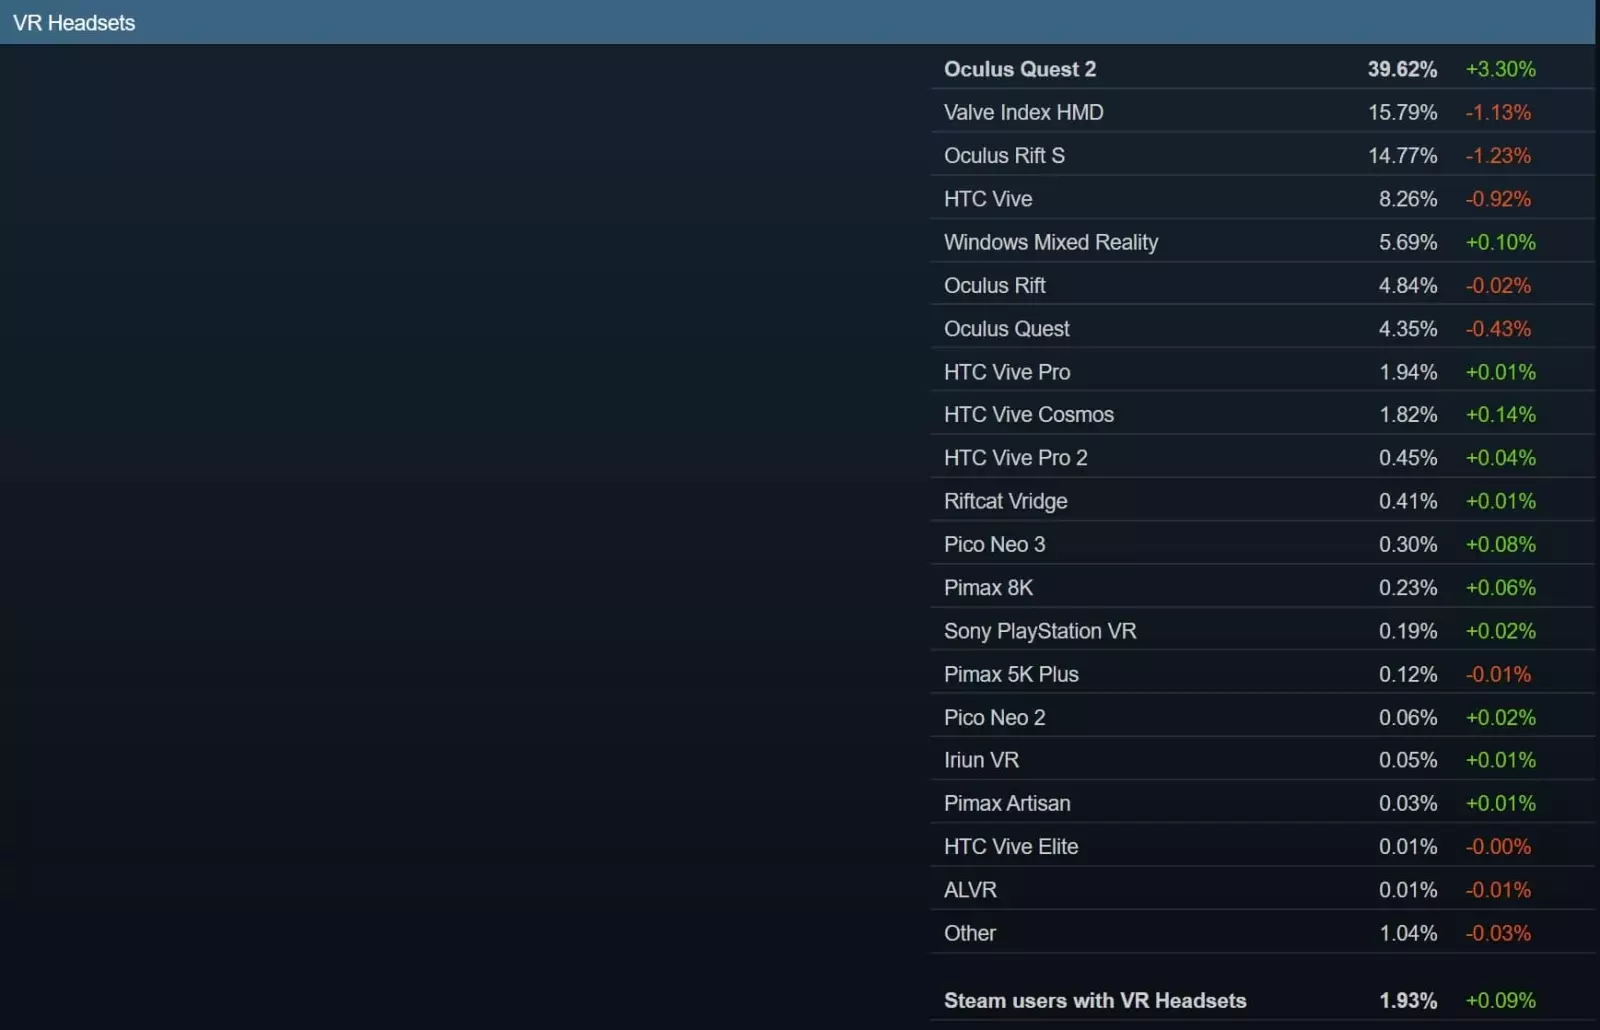 VR Headsets
Oculus Quest 2 39.62% +3.30%
Valve Index HMD 15.79% -1.13%
Oculus Rift S 14.77% -1.23%
HTC Vive 8.26% -0.92%
Windows Mixed Reality 5.69% +0.10%
Oculus Rift 4.84% -0.02%
Oculus Quest 4.35% -0.43%
HTC Vive Pro 1.94% +0.01%
HTC Vive Cosmos 1.82% +0.14%
HTC Vive Pro 2 0.45% +0.04%
Riftcat Vridge 0.41% +0.01%
Pico Neo 3 0.30% +0.08%
Pimax 8K 0.23% +0.06%
Sony PlayStation VR 0.19% +0.02%
Pimax 5K Plus 0.12% -0.01%
Pico Neo 2 0.06% +0.02%
Iriun VR 0.05% +0.01%
Pimax Artisan 0.03% +0.01%
HTC Vive Elite 0.01% -0.00%
ALVR 0.01% -0.01%
Other 1.04% -0.03%
Steam users with VR Headsets 1.93% +0.09%